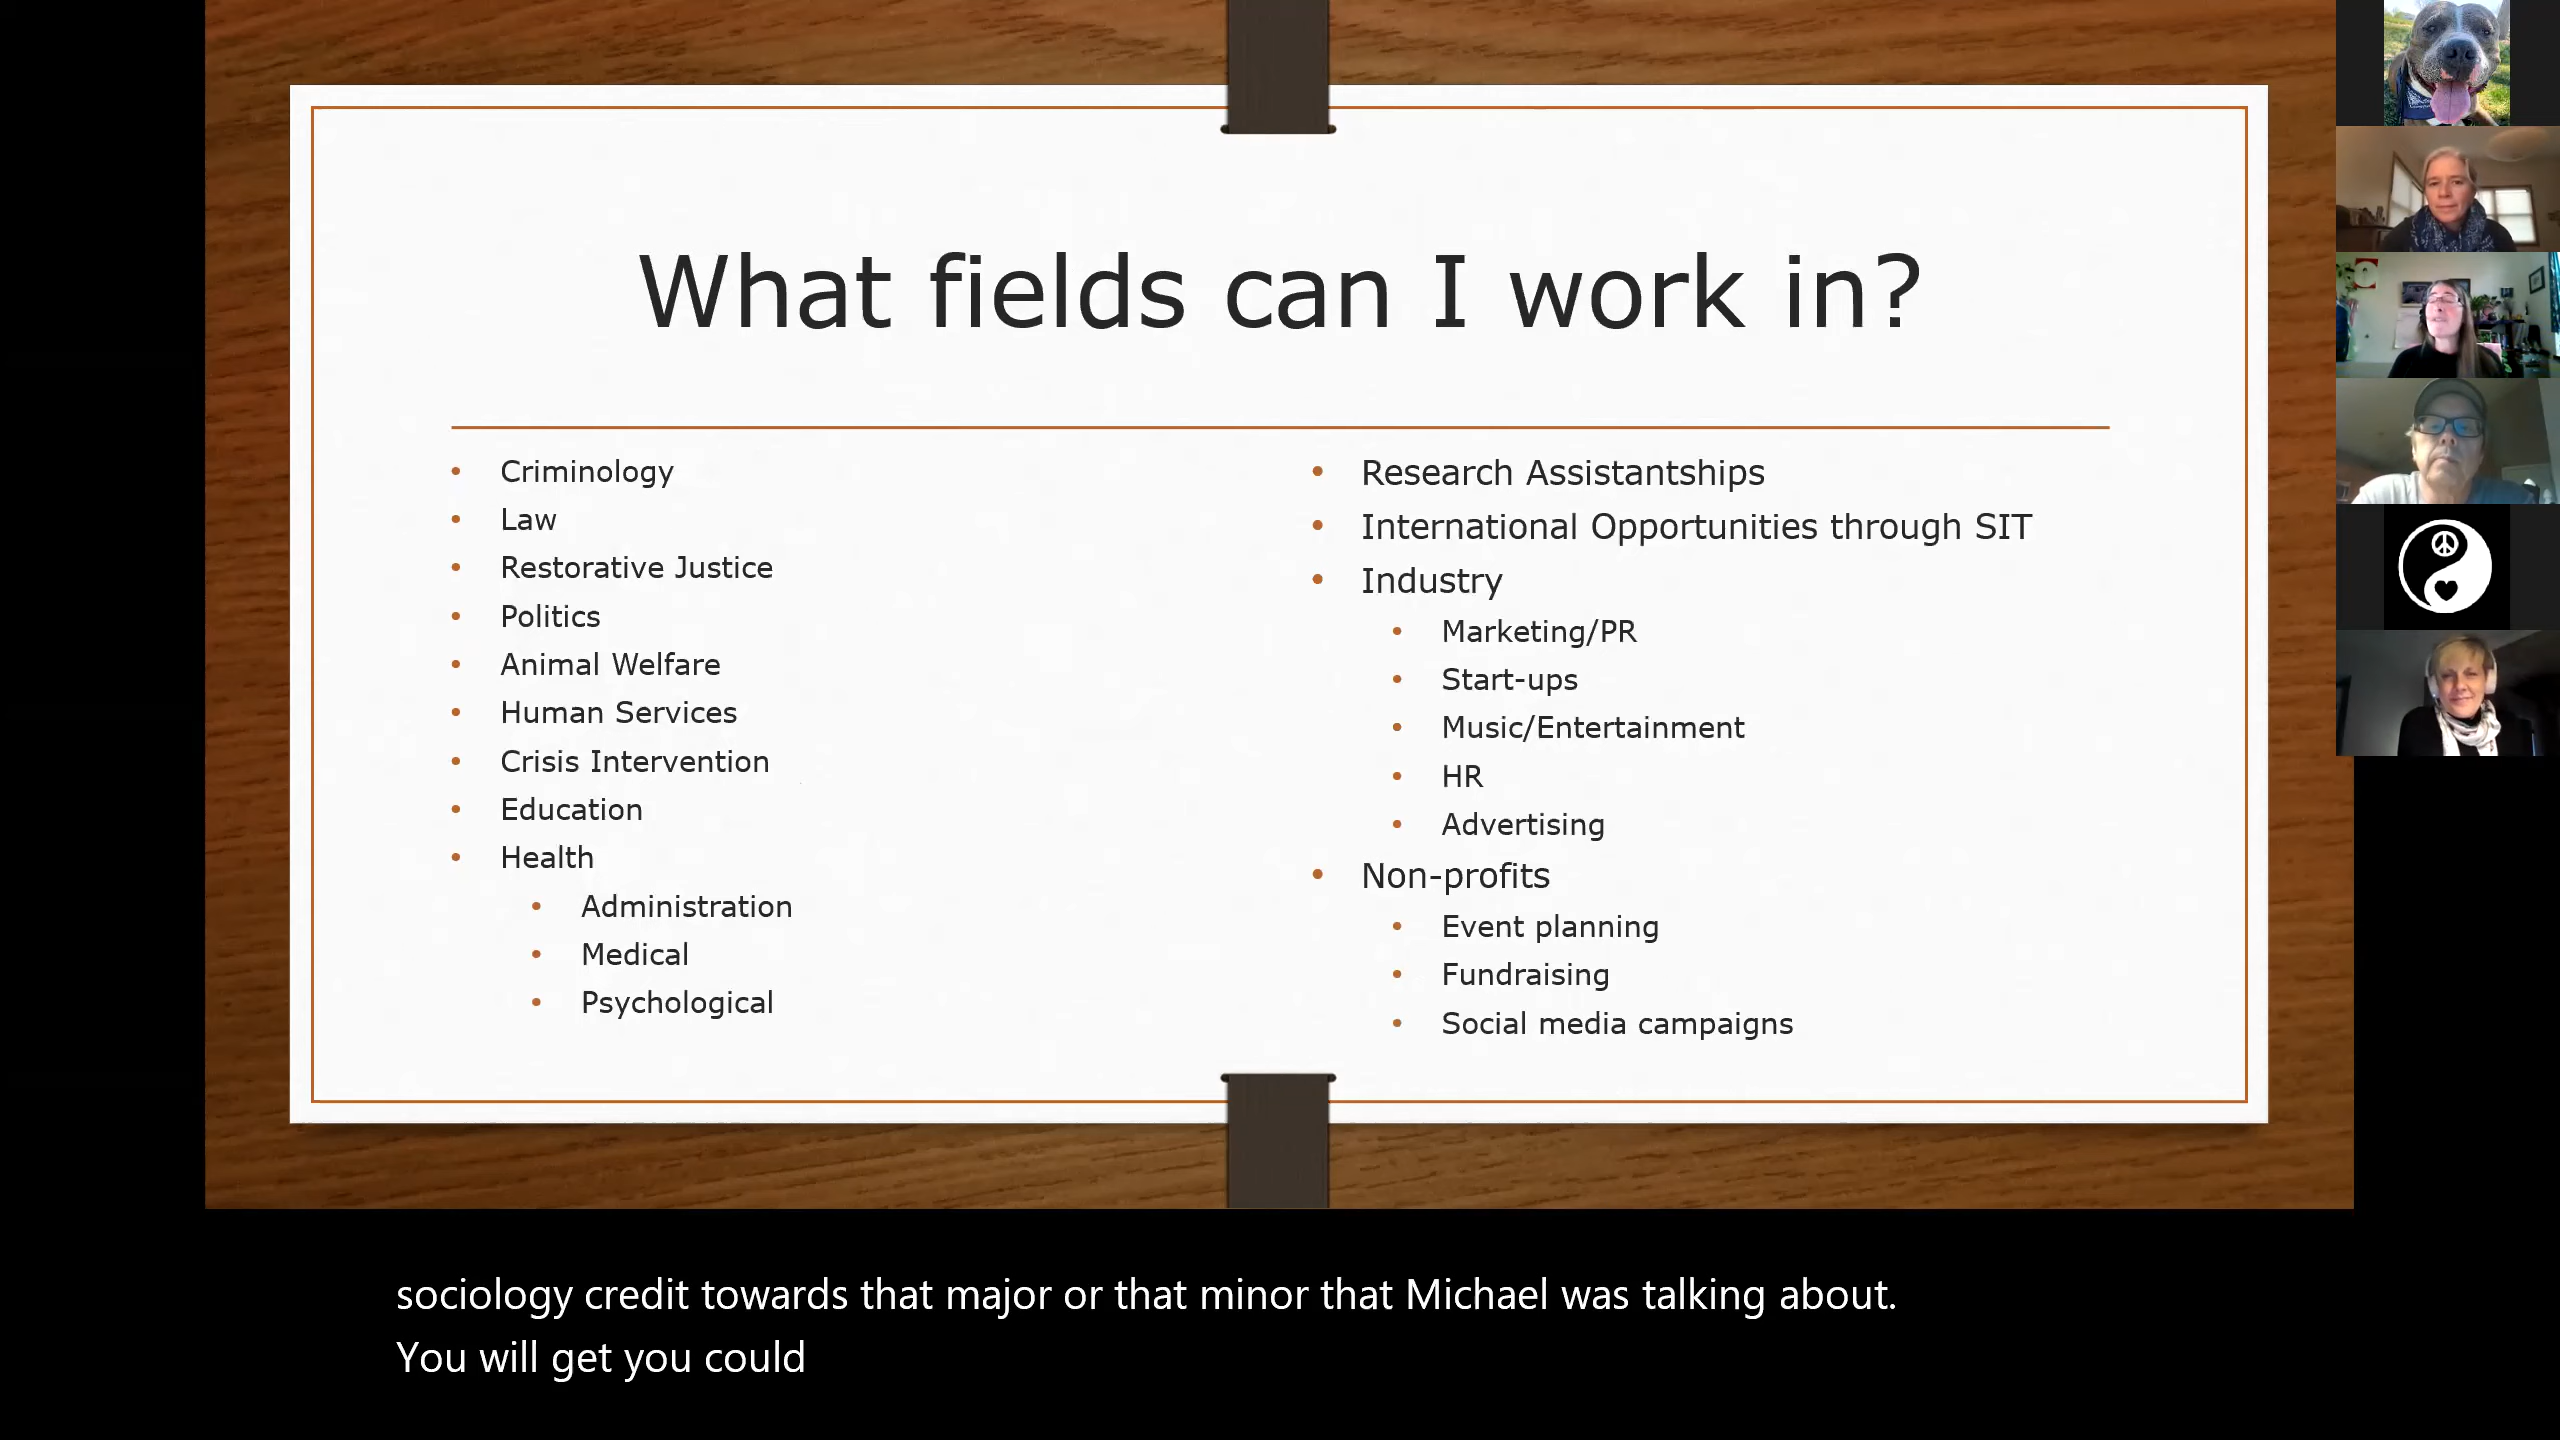 What fields can I work in?
Criminology
Law
Restorative Justice
Politics
Animal Welfare
Human Services
Crisis Intervention
Education
Health
Administration
Medical
Psychological
Research Assistantships
International Opportunities through SIT
Industry
Marketing/PR
Start-ups
Music/Entertainment
HR
Advertising
Non-profits
Event planning
Fundraising
Social media campaigns
sociology credit towards that major or that minor that Michael was talking about.
You will get you could